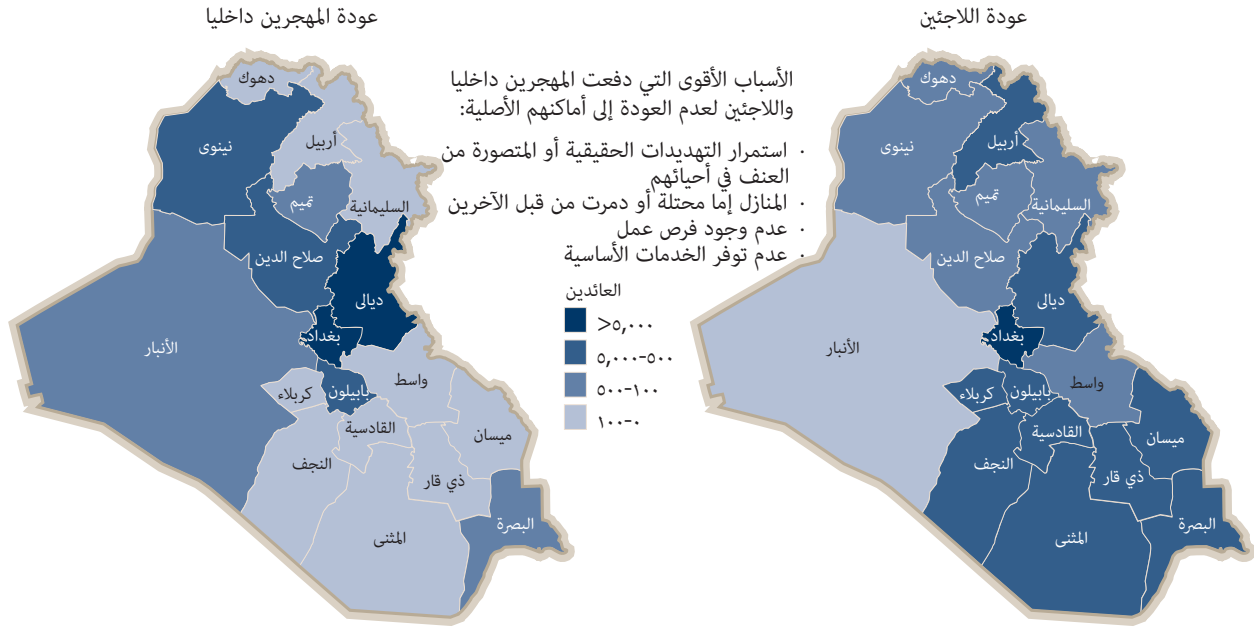 عودة اللاجئين
عودة المهجرين داخليا
الأسباب الأقوى التي دفعت المهجرين داخليا
واللاجئين لعدم العودة إلى أماكنهم الأصلية:
· استمرار التهديدات الحقيقية أو المتصورة من
العنف في أحيائهم
· المنازل إما محتلة أو دمرت من قبل الآخرين
· عدم وجود فرص عمل
· عدم توفر الخدمات الأساسية
العائدين
>٥,٠٠٠
٥,٠٠٠-٥٠٠
٥٠٠-١٠٠
١٠٠-٠
دهوك
نينوى
أربيل
تميم
السليمانية
صلاح الدين
ديالى
بغداد
الأنبار
واسط
كربلاء
بابيلون
القادسية
ميسان
النجف
ذي قار
البصرة
المثنى
دهوك
نينوى
أربيل
تميم
السليمانية
صلاح الدين
ديالى
بغداد
الأنبار
واسط
كربلاء
بابيلون
القادسية
ميسان
النجف
ذي قار
البصرة
المثنى